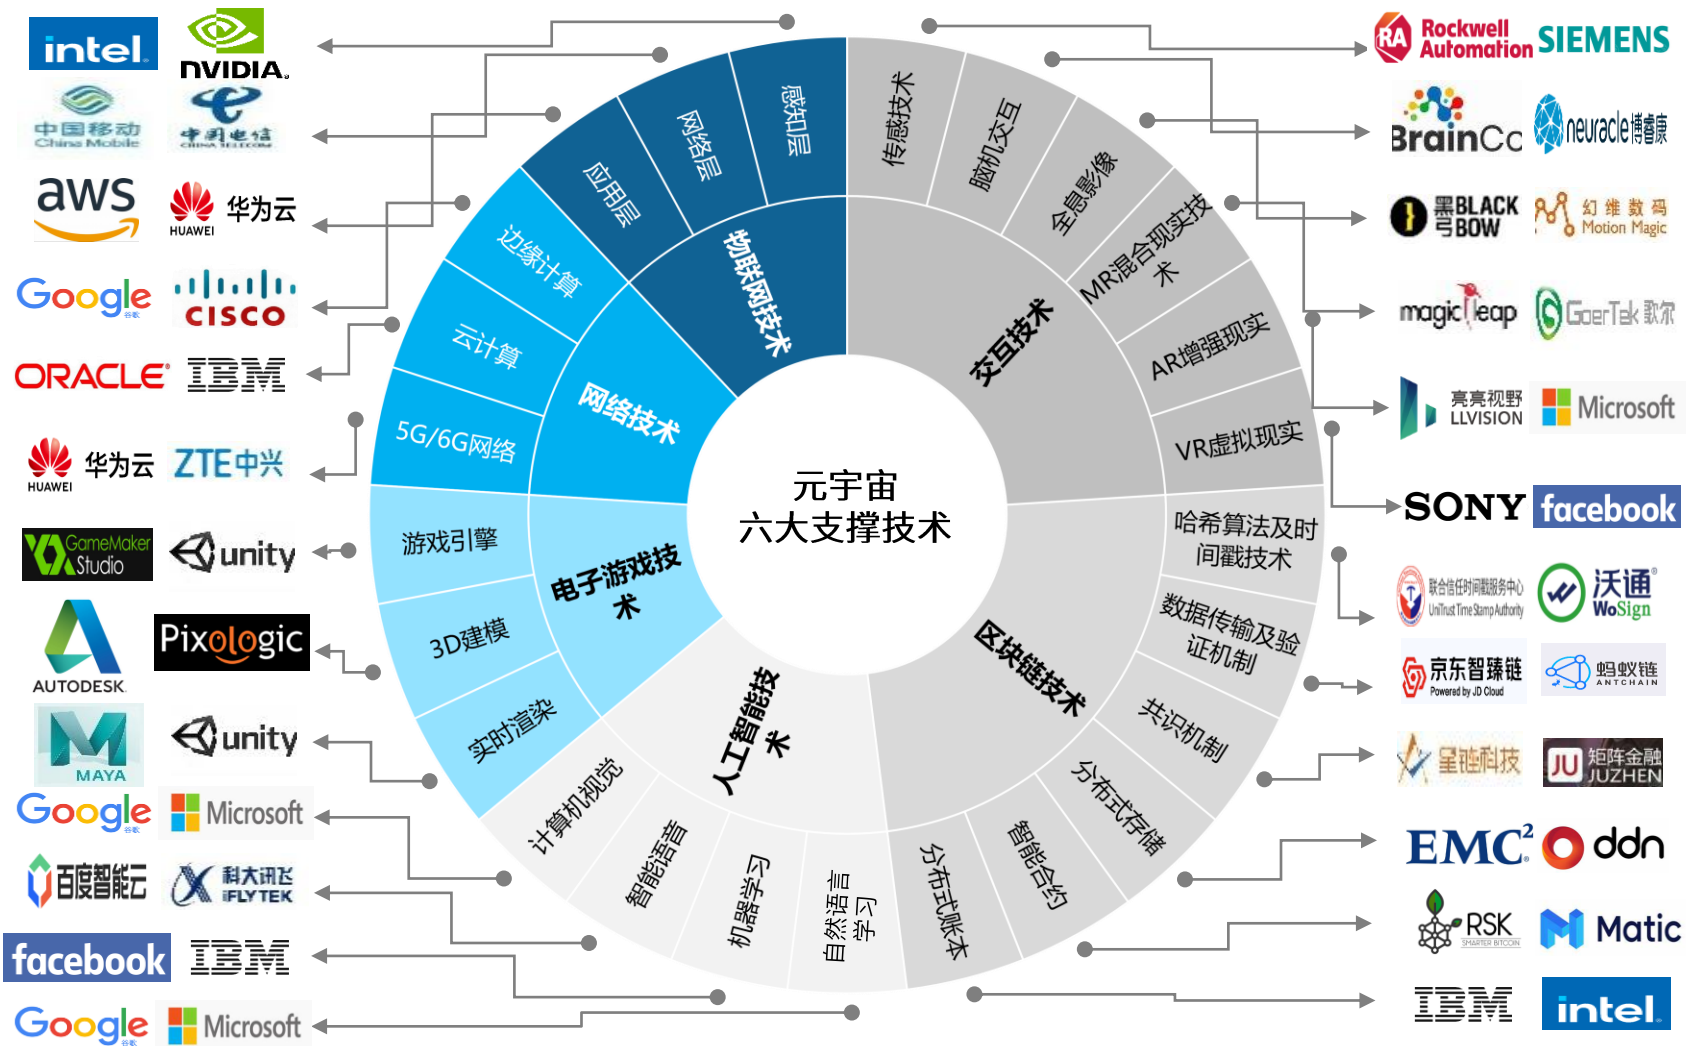 intel.
NVIDIA.
中国移动
China Mobile
中国电信
CHINA TELECOM
aws
HUAWEI
华为云
Google
谷歌
CISCO
ORACLE
IBM
HUAWEI
华为云
ZTE中兴
GameMaker
Studio
unity
AUTODESK.
Pixologic
MAYA
unity
Google
谷歌
Microsoft
百度智能云
科大讯飞
iFLYTEK
facebook
IBM
Google
谷歌
Microsoft
元宇宙
六大支撑技术
物联网技术
感知层
网络层
应用层
网络技术
边缘计算
云计算
5G/6G网络
电子游戏技
术
游戏引擎
3D建模
实时渲染
人工智能技
术
计算机视觉
智能语音
机器学习
自然语言
学习
交互技术
传感技术
脑机交互
全息影像
MR混合现实技
术
AR增强现实
VR虚拟现实
区块链技术
哈希算法及时
间戳技术
数据传输及验
证机制
共识机制
分布式存储
智能合约
分布式账本
RA
Rockwell
Automation
SIEMENS
BrainCo
neuracle博睿康
黑弓
BLACK
BOW
幻维数码
Motion Magic
magic leap
GoerTek歌尔
亮亮视野
LLVISION
Microsoft
SONY
facebook
联合信任时间戳服务中心
UniTrust Time Stamp Authority
沃通
WoSign
京东智臻链
Powered by JD Cloud
蚂蚁链
ANTCHAIN
星链科技
JU
矩阵金融
JUZHEN
EMC²
ddn
RSK
SMARTER BITCOIN
Matic
IBM
intel.